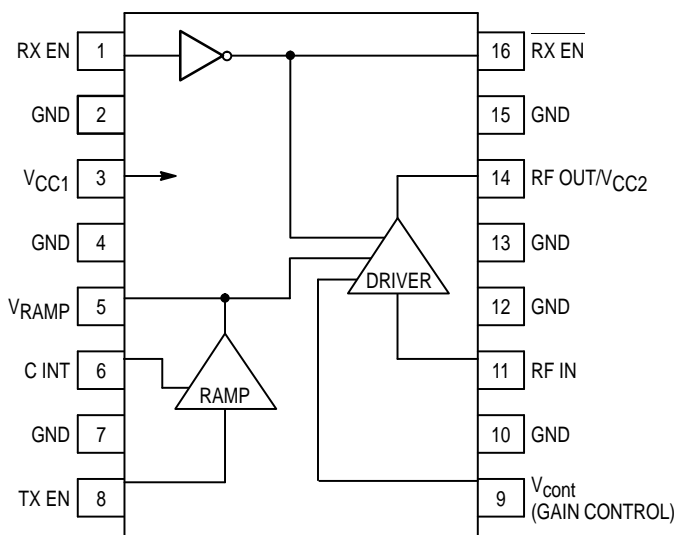 RX EN 1
GND 2
VCC1 3
GND 4
VRAMP 5
C INT 6
GND 7
TX EN 8
16 RX EN
15 GND
14 RF OUT/VCC2
13 GND
12 GND
11 RF IN
10 GND
9 Vcont
(GAIN CONTROL)
DRIVER
RAMP